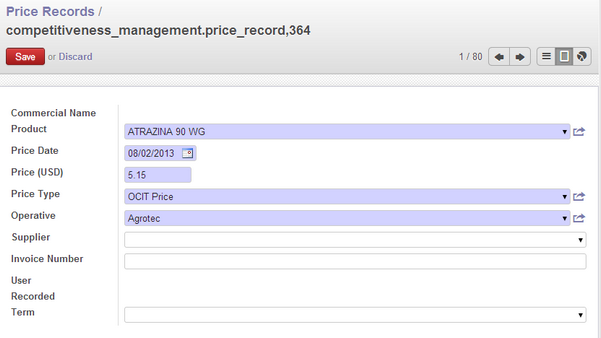 Price Records /
competitiveness_management.price_record,364
Save or Discard
1 / 80
Commercial Name
Product ATRAZINA 90 WG
Price Date 08/02/2013
Price (USD) 5.15
Price Type OCIT Price
Operative Agrotec
Supplier
Invoice Number
User
Recorded
Term